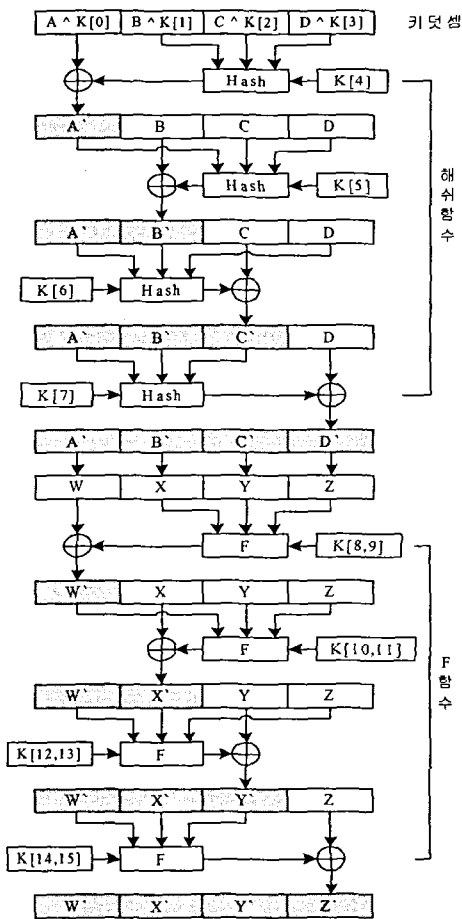 A ^ K[0] B ^ K[1] C ^ K[2] D ^ K[3] 키덧셈
Hash K[4]
A` B C D
Hash K[5]
해쉬함수
A` B` C D
K[6] Hash
A` B` C` D
K[7] Hash
A` B` C` D`
W X Y Z
F K[8,9]
W` X Y Z
F K[10,11]
F함수
W` X` Y Z
K[12,13] F
W` X` Y` Z
K[14,15] F
W` X` Y` Z`